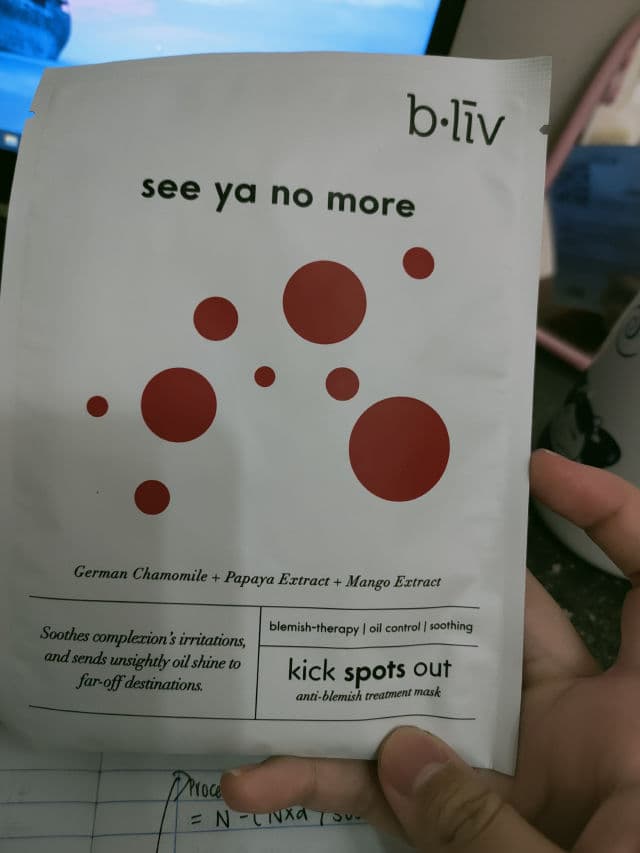 b•līv
see ya no more
German Chamomile + Papaya Extract + Mango Extract
Soothes complexion's irritations,
and sends unsightly oil shine to
far-off destinations.
blemish-therapy | oil control | soothing
kick spots out
anti-blemish treatment mask
= N -